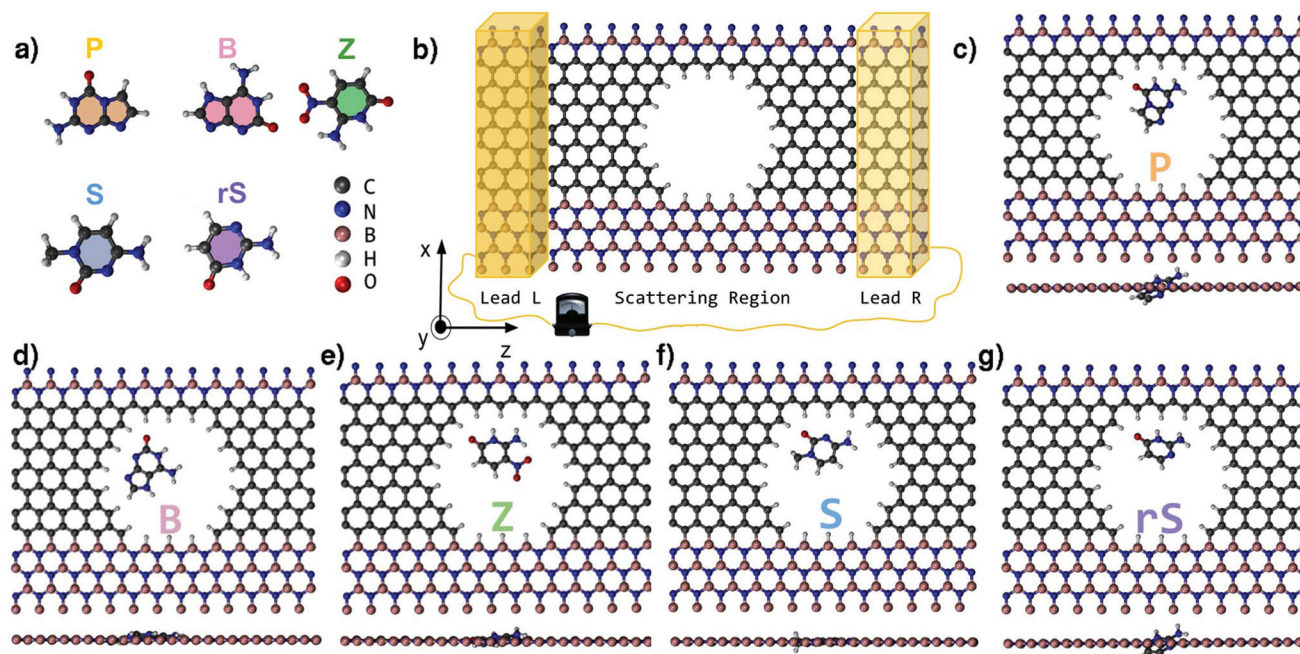 a)
P
B
Z
S
rS
C
N
B
H
O
b)
Lead L
Scattering Region
Lead R
x
y
z
c)
P
d)
B
e)
Z
f)
S
g)
rS